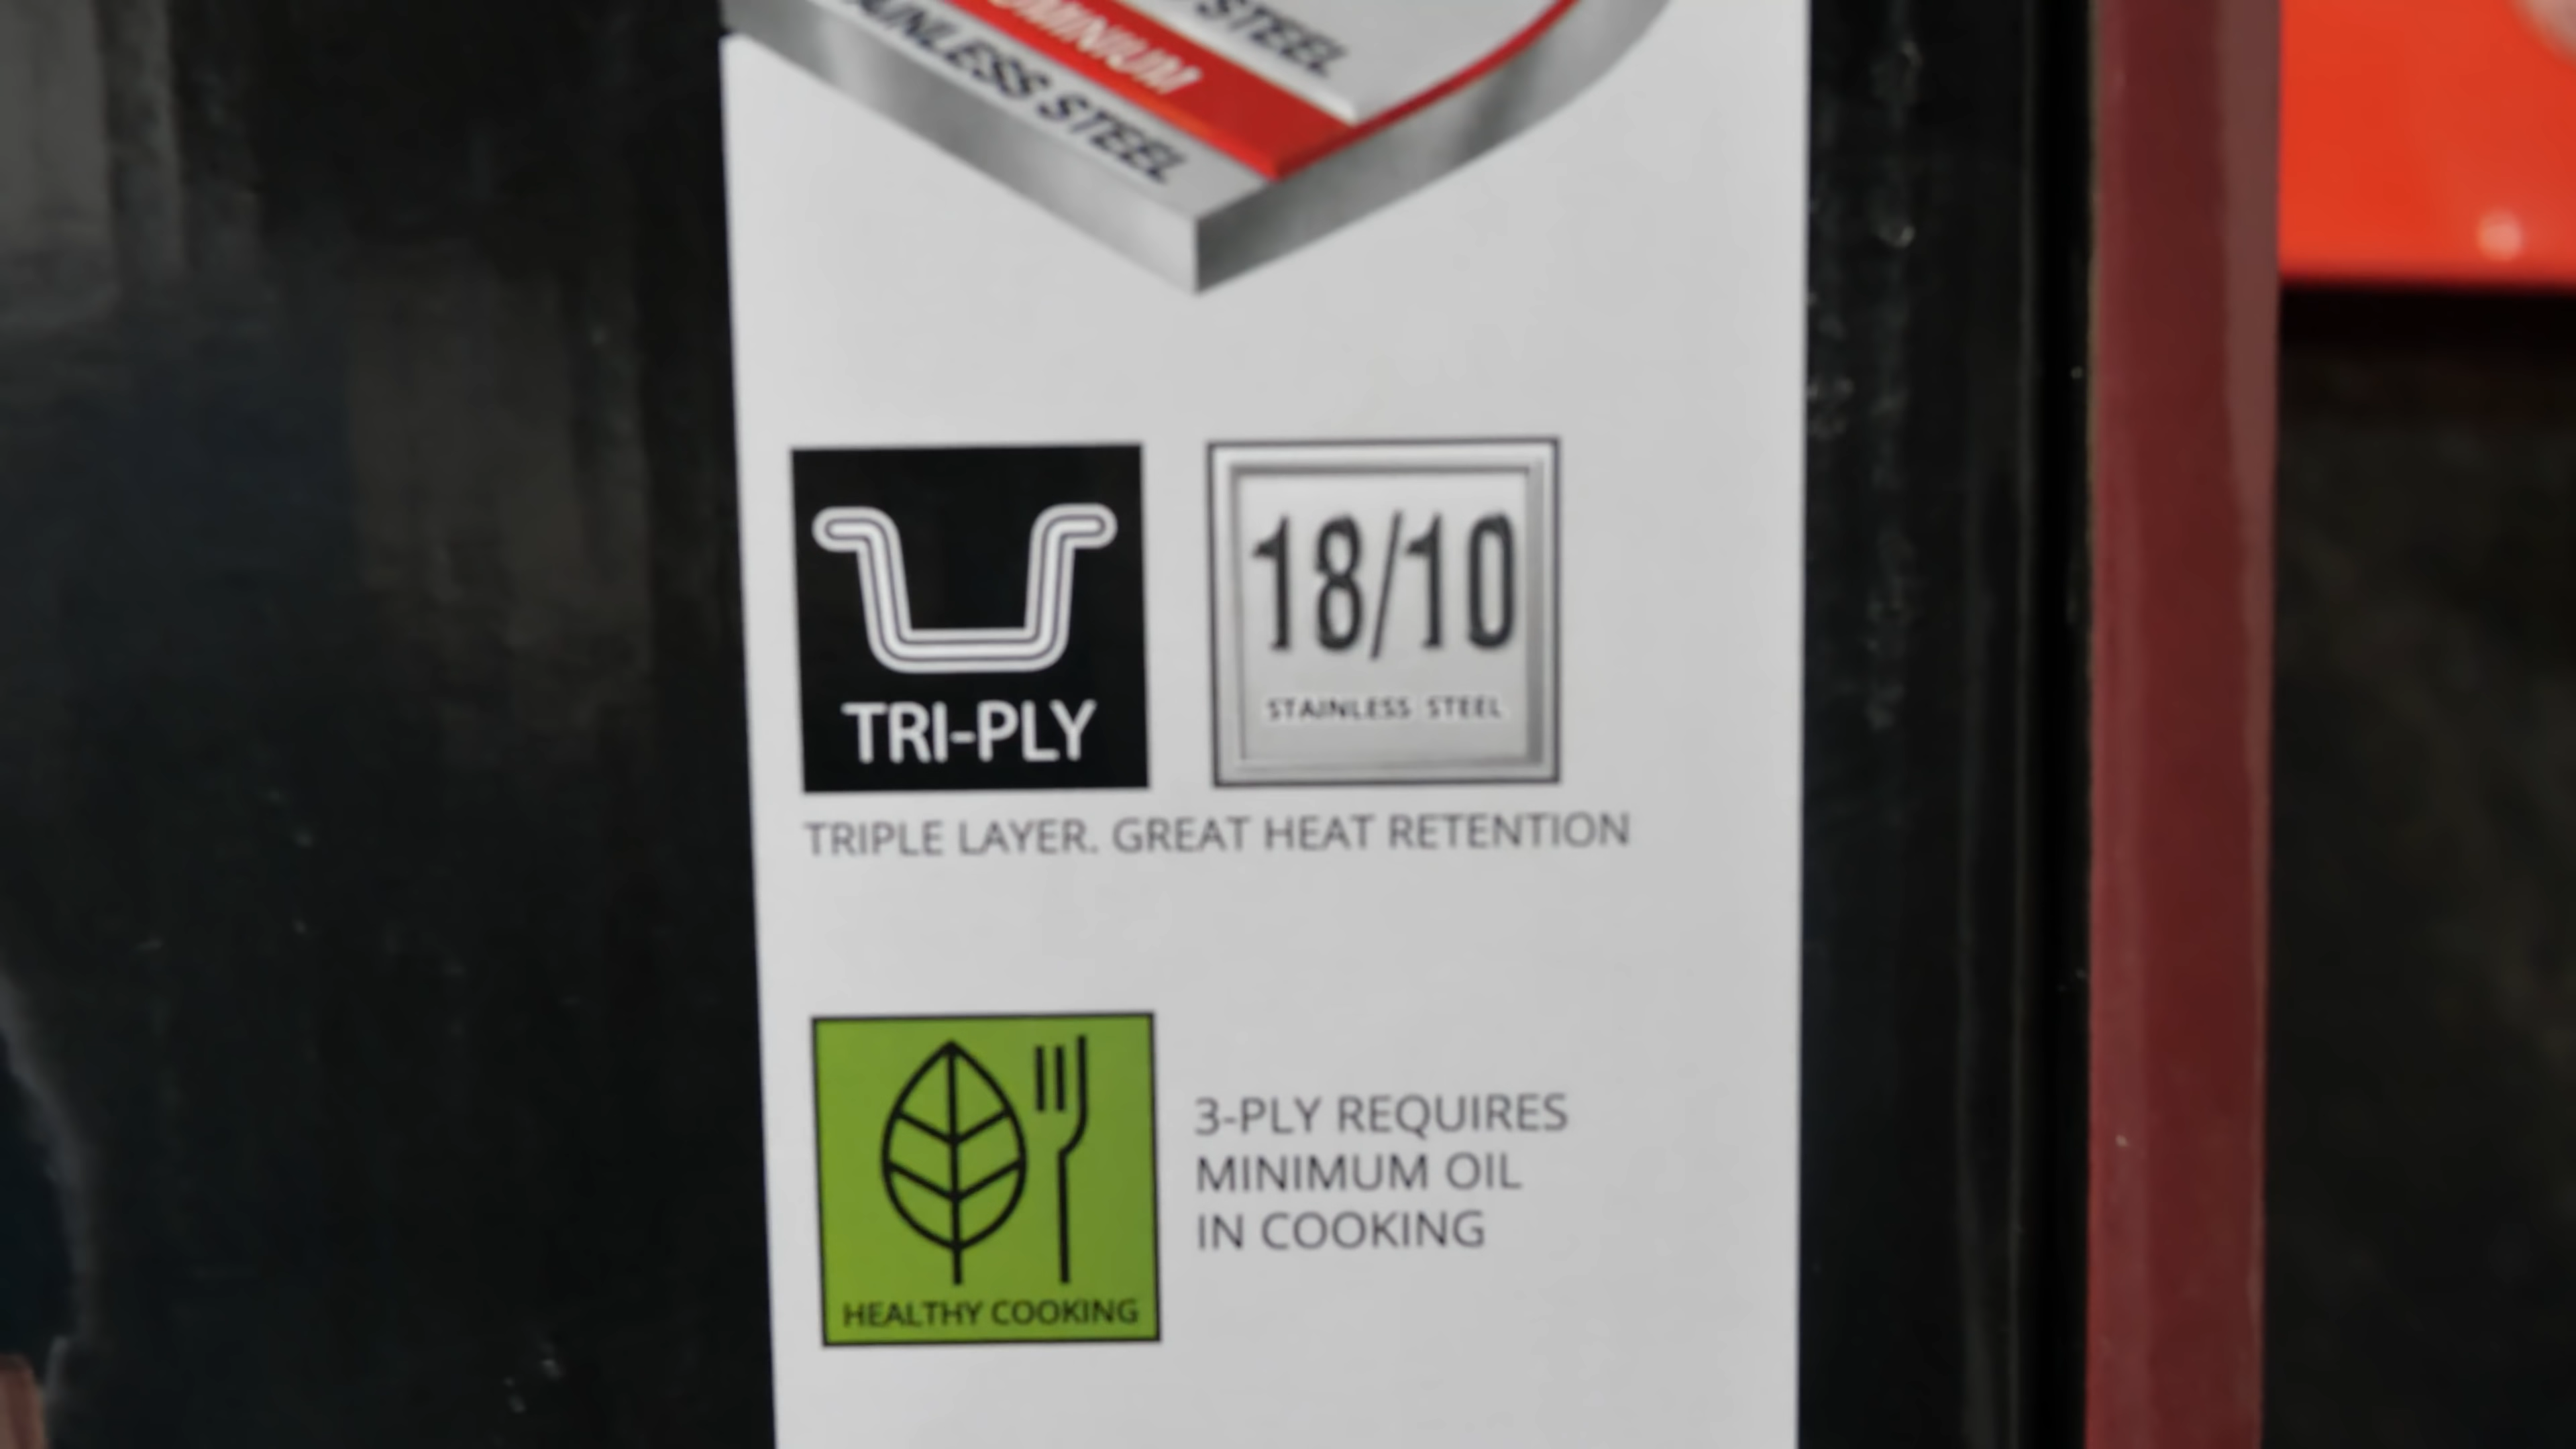 STEEL
STEEL
TRI-PLY
18/10
STAINLESS STEEL
TRIPLE LAYER. GREAT HEAT RETENTION
3-PLY REQUIRES
MINIMUM OIL
IN COOKING
HEALTHY COOKING